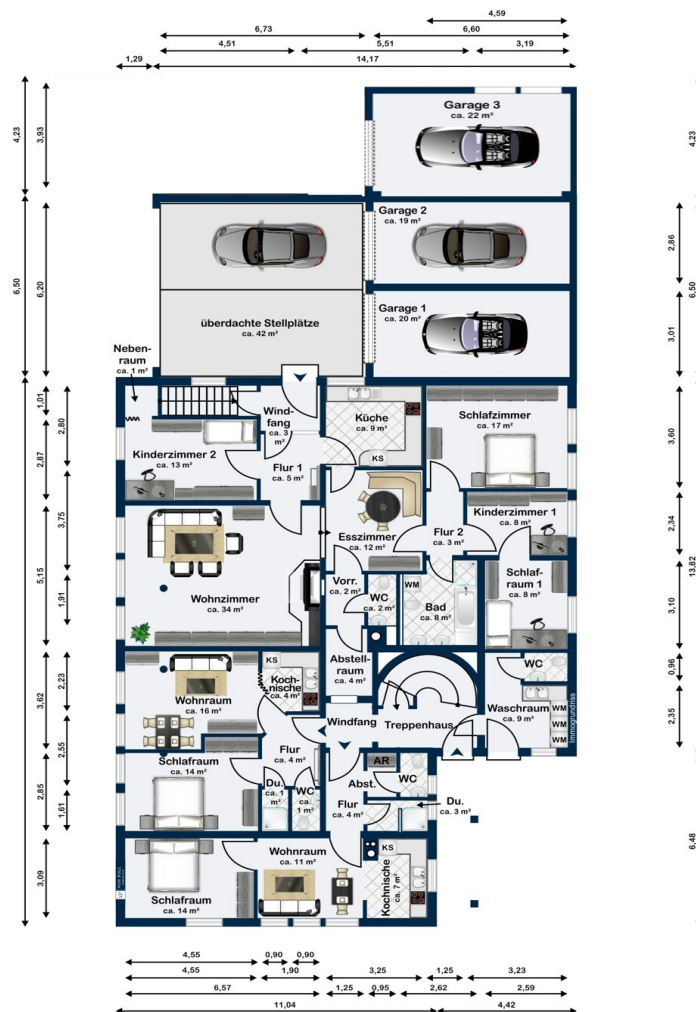 4,59
6,73
6,60
4,51
5,51
3,19
1,29
14,17
4,23
3,93
4,23
Garage 3
ca. 22 m²
6,50
6,20
2,86
6,50
3,01
Garage 2
ca. 19 m²
Garage 1
ca. 20 m²
überdachte Stellplätze
ca. 42 m²
Neben-
raum
ca. 1 m²
1,01
2,80
2,87
3,75
5,15
1,91
Wind-
fang
ca. 3
m²
Küche
ca. 9 m²
KS
Schlafzimmer
ca. 17 m²
3,60
Kinderzimmer 2
ca. 13 m²
Flur 1
ca. 5 m²
Kinderzimmer 1
ca. 8 m²
2,34
Esszimmer
ca. 12 m²
Flur 2
ca. 3 m²
13,82
Wohnzimmer
ca. 34 m²
Vorr.
ca. 2 m²
WC
ca. 2 m²
WM
Bad
ca. 8 m²
Schlaf-
raum 1
ca. 8 m²
3,10
Abstell-
raum
ca. 4 m²
3,62
2,23
2,55
2,85
1,61
KS
Koch-
nische
ca. 4 m²
Wohnraum
ca. 16 m²
WC
0,96
Waschraum
ca. 9 m²
WM
WM
WM
2,35
Immogrundriss
Windfang
Treppenhaus
Schlafraum
ca. 14 m²
Flur
ca. 4 m²
Du.
ca. 1
m²
WC
ca.
1 m²
AR
Abst.
WC
Flur
ca. 4 m²
Du.
ca. 3 m²
6,48
3,09
Wohnraum
ca. 11 m²
KS
Kochnische
ca. 7 m²
Schlafraum
ca. 14 m²
4,55
0,90
0,90
4,55
1,90
3,25
1,25
3,23
6,57
1,25
0,95
2,62
2,59
11,04
4,42